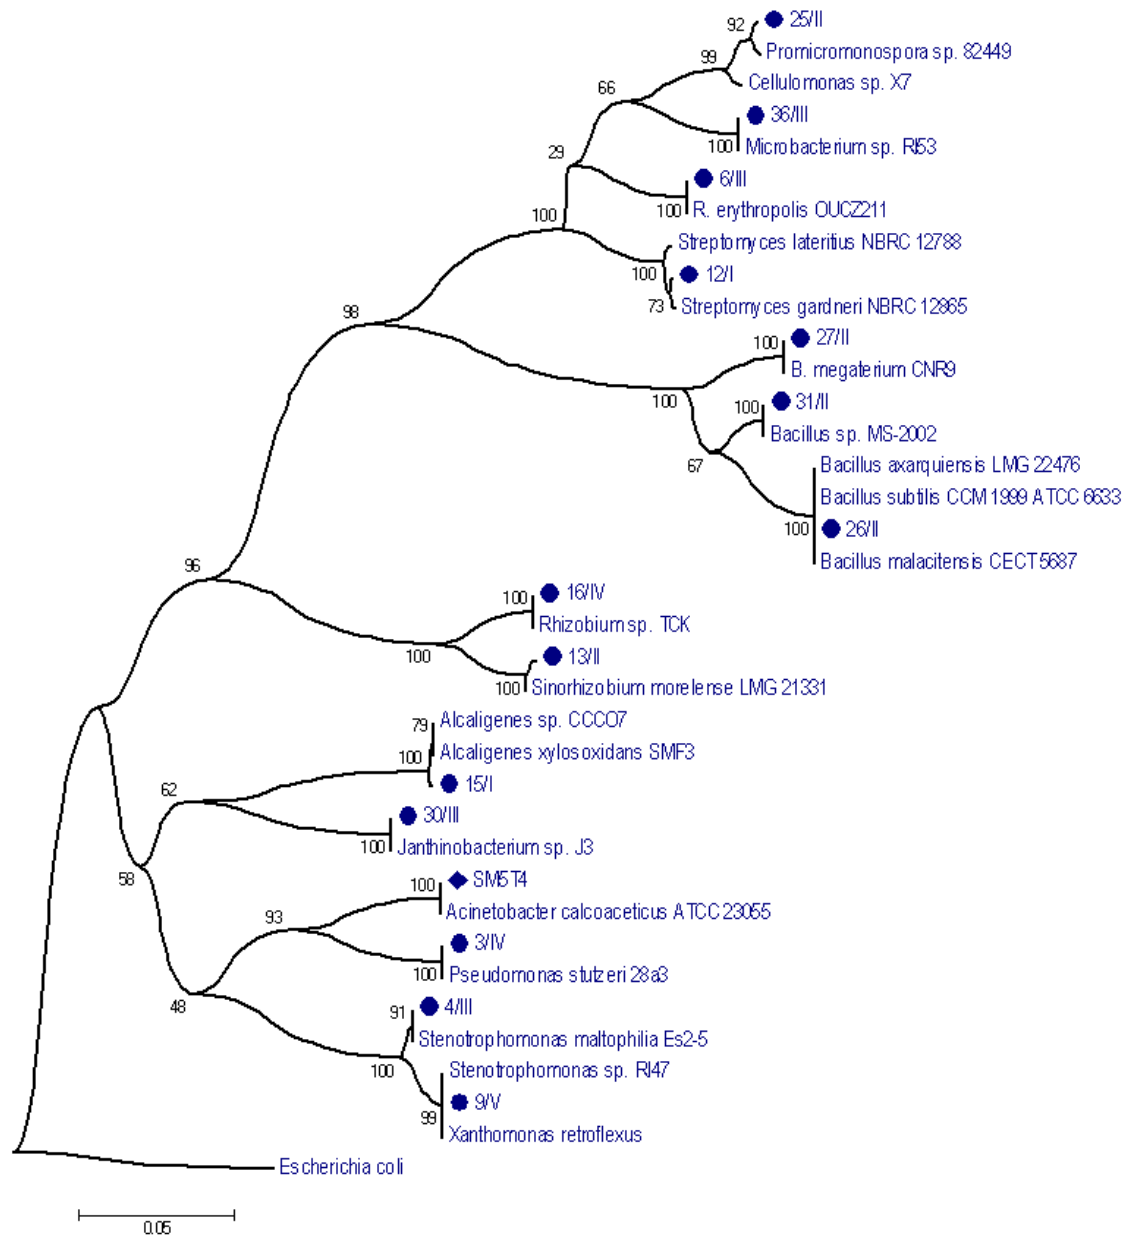 92
25/II
Promicromonospora sp. 82449
99
Cellulomonas sp. X7
66
36/III
100
Microbacterium sp. RI53
29
6/III
100
R. erythropolis OUCZ211
100
Streptomyces lateritius NBRC 12788
100
12/I
73
Streptomyces gardneri NBRC 12865
98
100
27/II
B. megaterium CNR9
100
100
31/II
Bacillus sp. MS-2002
67
Bacillus axarquiensis LMG 22476
Bacillus subtilis CCM 1999 ATCC 6633
100
26/II
Bacillus malacitensis CECT 5687
96
100
16/IV
Rhizobium sp. TCK
100
13/II
100
Sinorhizobium morelense LMG 21331
79
Alcaligenes sp. CCCO7
100
Alcaligenes xylosoxidans SMF3
15/I
62
30/III
100
Janthinobacterium sp. J3
58
100
SM5T4
Acinetobacter calcoaceticus ATCC 23055
93
3/IV
100
Pseudomonas stutzeri 28a3
48
91
4/III
Stenotrophomonas maltophilia Es2-5
100
Stenotrophomonas sp. RI47
99
9/V
Xanthomonas retroflexus
Escherichia coli
0.05